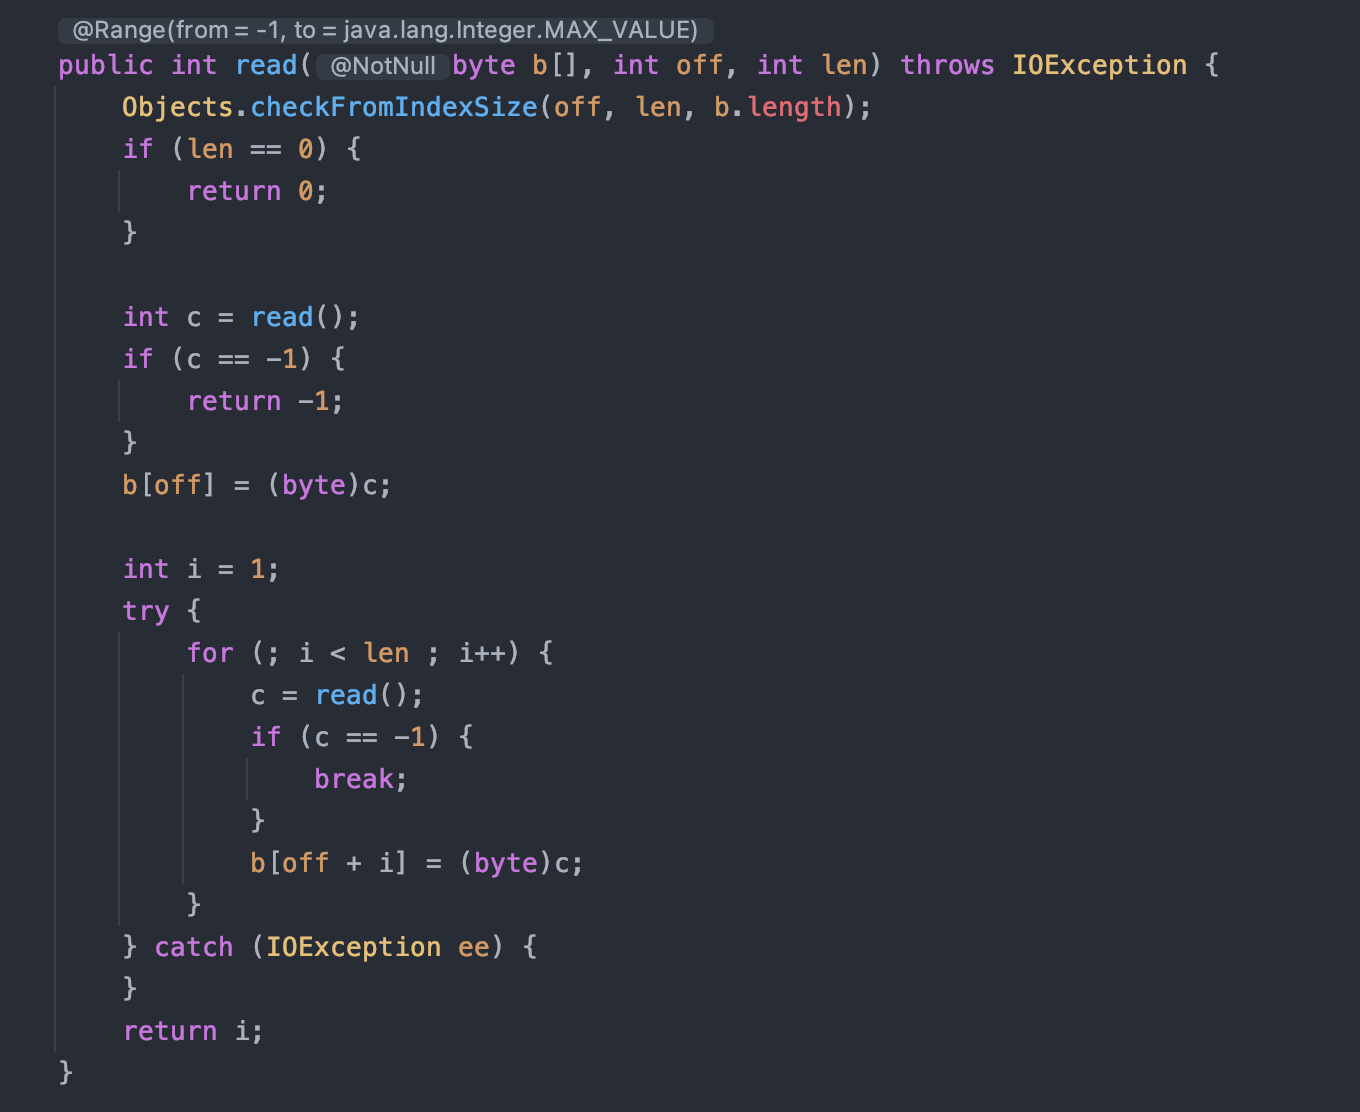 @Range(from = -1, to = java.lang.Integer.MAX_VALUE)
public int read( @NotNull byte b[], int off, int len) throws IOException {
    Objects.checkFromIndexSize(off, len, b.length);
    if (len == 0) {
        return 0;
    }

    int c = read();
    if (c == -1) {
        return -1;
    }
    b[off] = (byte)c;

    int i = 1;
    try {
        for (; i < len ; i++) {
            c = read();
            if (c == -1) {
                break;
            }
            b[off + i] = (byte)c;
        }
    } catch (IOException ee) {
    }
    return i;
}